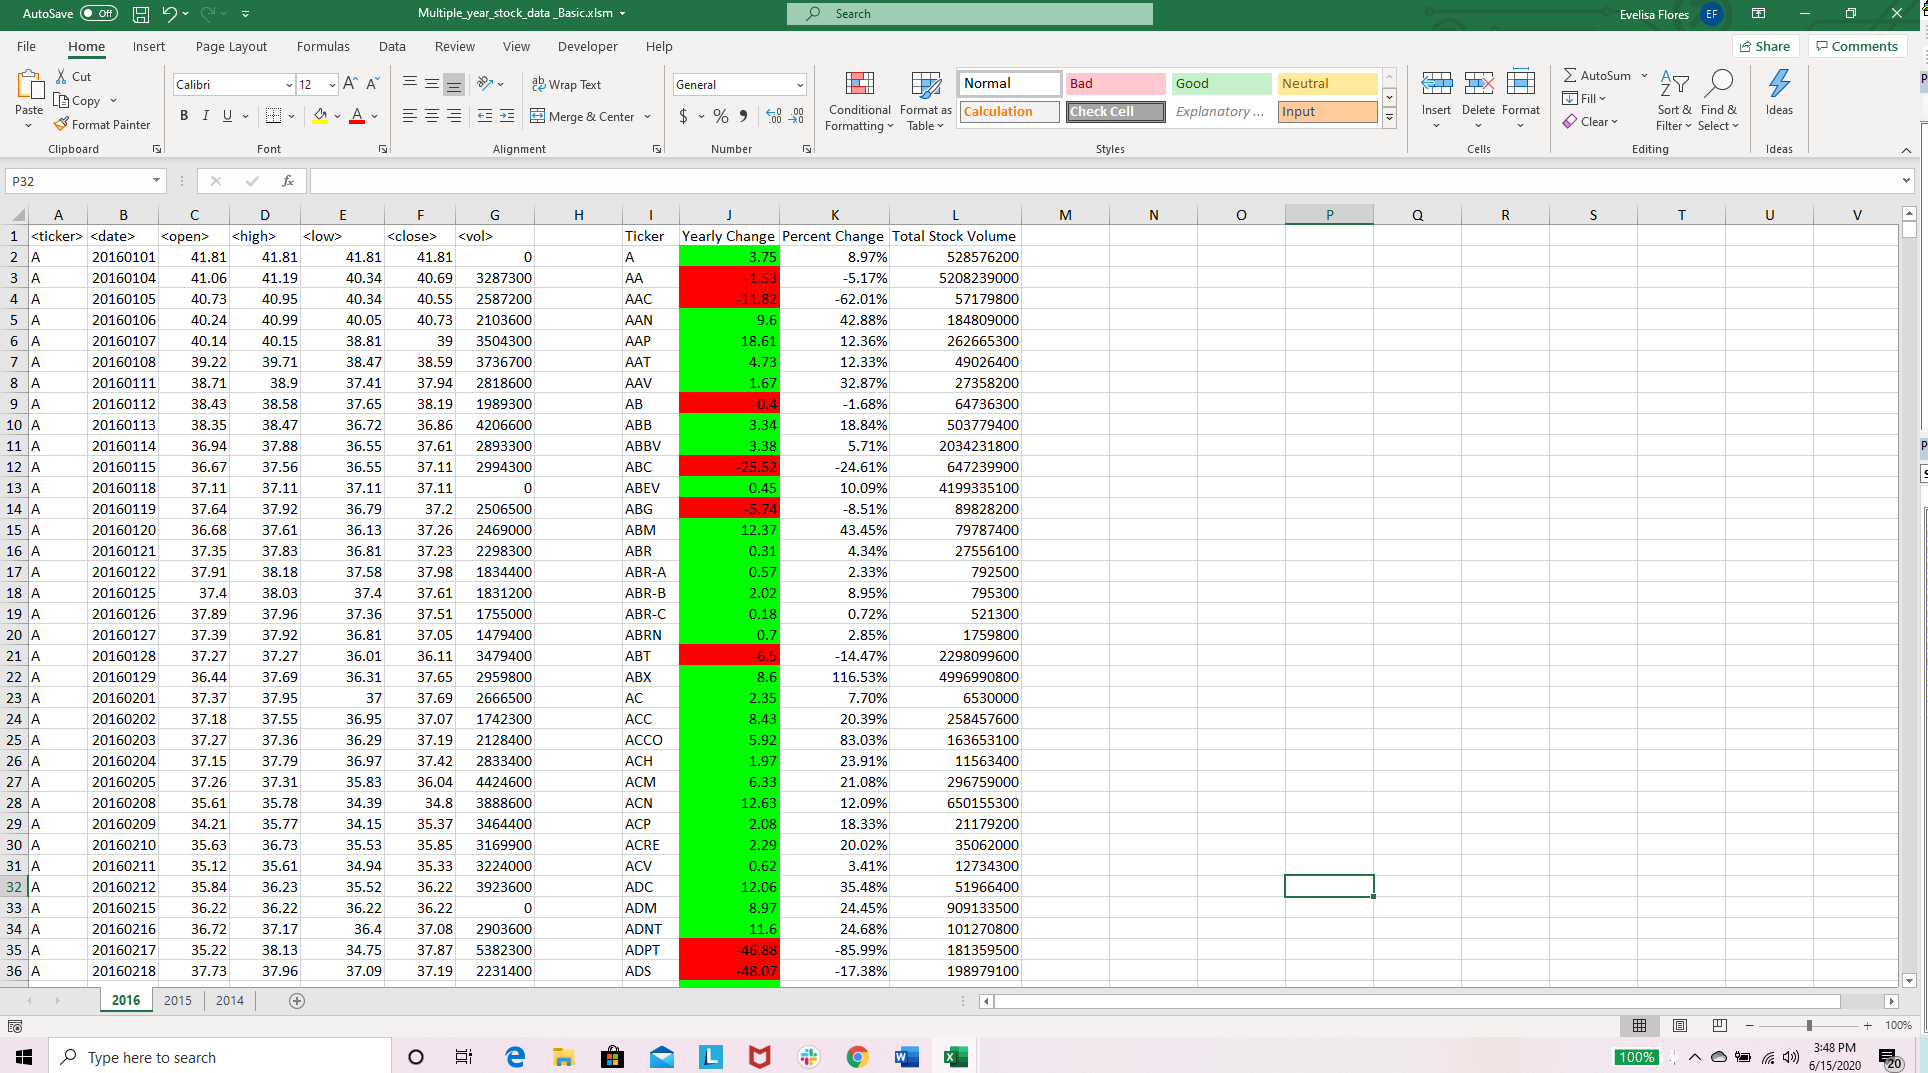 AutoSave Off Multiple_year_stock_data _Basic.xlsm Search Evelisa Flores EF
File Home Insert Page Layout Formulas Data Review View Developer Help Share Comments
Paste Cut Copy Format Painter Clipboard
Calibri 12 B I U A A A Font
Wrap Text Merge & Center Alignment
General $ % Number
Conditional Formatting Format as Table Normal Bad Good Neutral
Calculation Check Cell Explanatory ... Input Styles
Insert Delete Format Cells
AutoSum Fill Clear Sort & Filter Find & Select Editing
Ideas Ideas
P32 fx
A B C D E F G H I J K L M N O P Q R S T U V
1 <ticker> <date> <open> <high> <low> <close> <vol> Ticker Yearly Change Percent Change Total Stock Volume
2 A 20160101 41.81 41.81 41.81 41.81 0 A 3.75 8.97% 528576200
3 A 20160104 41.06 41.19 40.34 40.69 3287300 AA -1.53 -5.17% 5208239000
4 A 20160105 40.73 40.95 40.34 40.55 2587200 AAC -11.82 -62.01% 57179800
5 A 20160106 40.24 40.99 40.05 40.73 2103600 AAN 9.6 42.88% 184809000
6 A 20160107 40.14 40.15 38.81 39 3504300 AAP 18.61 12.36% 262665300
7 A 20160108 39.22 39.71 38.47 38.59 3736700 AAT 4.73 12.33% 49026400
8 A 20160111 38.71 38.9 37.41 37.94 2818600 AAV 1.67 32.87% 27358200
9 A 20160112 38.43 38.58 37.65 38.19 1989300 AB -0.4 -1.68% 64736300
10 A 20160113 38.35 38.47 36.72 36.86 4206600 ABB 3.34 18.84% 503779400
11 A 20160114 36.94 37.88 36.55 37.61 2893300 ABBV 3.38 5.71% 2034231800
12 A 20160115 36.67 37.56 36.55 37.11 2994300 ABC -25.52 -24.61% 647239900
13 A 20160118 37.11 37.11 37.11 37.11 0 ABEV 0.45 10.09% 4199335100
14 A 20160119 37.64 37.92 36.79 37.2 2506500 ABG -5.74 -8.51% 89828200
15 A 20160120 36.68 37.61 36.13 37.26 2469000 ABM 12.37 43.45% 79787400
16 A 20160121 37.35 37.83 36.81 37.23 2298300 ABR 0.31 4.34% 27556100
17 A 20160122 37.91 38.18 37.58 37.98 1834400 ABR-A 0.57 2.33% 792500
18 A 20160125 37.4 38.03 37.4 37.61 1831200 ABR-B 2.02 8.95% 795300
19 A 20160126 37.89 37.96 37.36 37.51 1755000 ABR-C 0.18 0.72% 521300
20 A 20160127 37.39 37.92 36.81 37.05 1479400 ABRN 0.7 2.85% 1759800
21 A 20160128 37.27 37.27 36.01 36.11 3479400 ABT -6.5 -14.47% 2298099600
22 A 20160129 36.44 37.69 36.31 37.65 2959800 ABX 8.6 116.53% 4996990800
23 A 20160201 37.37 37.95 37 37.69 2666500 AC 2.35 7.70% 6530000
24 A 20160202 37.18 37.55 36.95 37.07 1742300 ACC 8.43 20.39% 258457600
25 A 20160203 37.27 37.36 36.29 37.19 2128400 ACCO 5.92 83.03% 163653100
26 A 20160204 37.15 37.79 36.97 37.42 2833400 ACH 1.97 23.91% 11563400
27 A 20160205 37.26 37.31 35.83 36.04 4424600 ACM 6.33 21.08% 296759000
28 A 20160208 35.61 35.78 34.39 34.8 3888600 ACN 12.63 12.09% 650155300
29 A 20160209 34.21 35.77 34.15 35.37 3464400 ACP 2.08 18.33% 21179200
30 A 20160210 35.63 36.73 35.53 35.85 3169900 ACRE 2.29 20.02% 35062000
31 A 20160211 35.12 35.61 34.94 35.33 3224000 ACV 0.62 3.41% 12734300
32 A 20160212 35.84 36.23 35.52 36.22 3923600 ADC 12.06 35.48% 51966400
33 A 20160215 36.22 36.22 36.22 36.22 0 ADM 8.97 24.45% 909133500
34 A 20160216 36.72 37.17 36.4 37.08 2903600 ADNT 11.6 24.68% 101270800
35 A 20160217 35.22 38.13 34.75 37.87 5382300 ADPT -46.88 -85.99% 181359500
36 A 20160218 37.73 37.96 37.09 37.19 2231400 ADS -48.07 -17.38% 198979100
2016 2015 2014
100%
Type here to search 100% 3:48 PM
6/15/2020 20